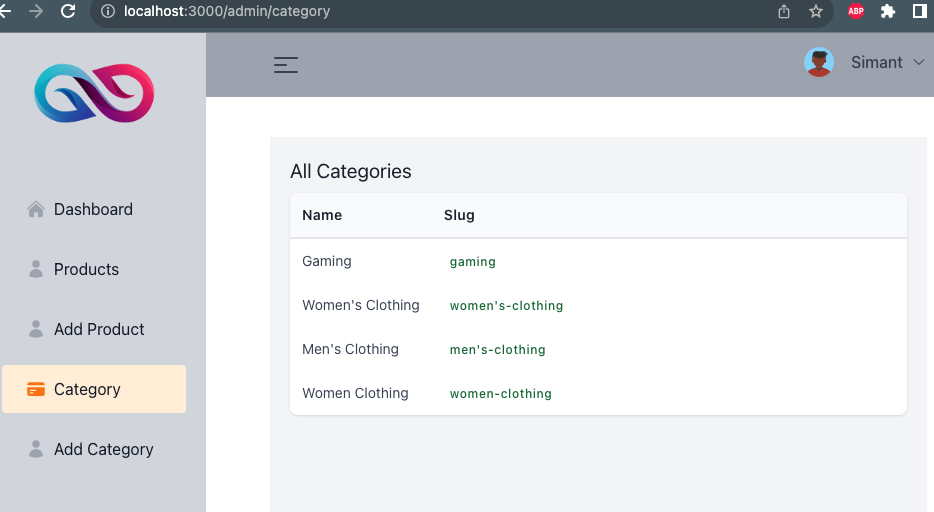 localhost:3000/admin/category
ABP
Simant
Dashboard
Products
Add Product
Category
Add Category
All Categories
Name Slug
Gaming gaming
Women's Clothing women's-clothing
Men's Clothing men's-clothing
Women Clothing women-clothing